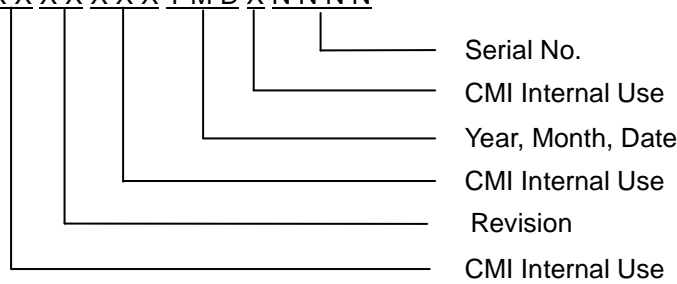 X X X X X X X Y M D X N N N N
Serial No.
CMI Internal Use
Year, Month, Date
CMI Internal Use
Revision
CMI Internal Use